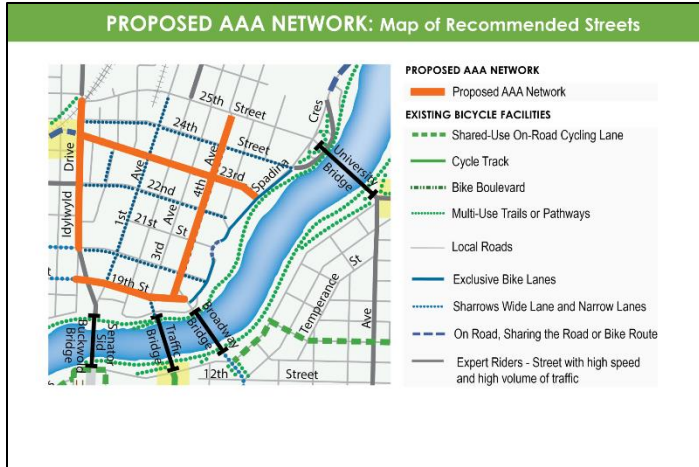 PROPOSED AAA NETWORK: Map of Recommended Streets
25th Street
24th Street
23rd
22nd
21st St
19th St
Idylwyld Drive
1st Ave
3rd Ave
4th Ave
Spadina Cres
University Bridge
Broadway Bridge
Traffic Bridge
Senator Sid Buckwold Bridge
Temperance St
12th Street
Ave
PROPOSED AAA NETWORK
Proposed AAA Network
EXISTING BICYCLE FACILITIES
Shared-Use On-Road Cycling Lane
Cycle Track
Bike Boulevard
Multi-Use Trails or Pathways
Local Roads
Exclusive Bike Lanes
Sharrows Wide Lane and Narrow Lanes
On Road, Sharing the Road or Bike Route
Expert Riders - Street with high speed
and high volume of traffic